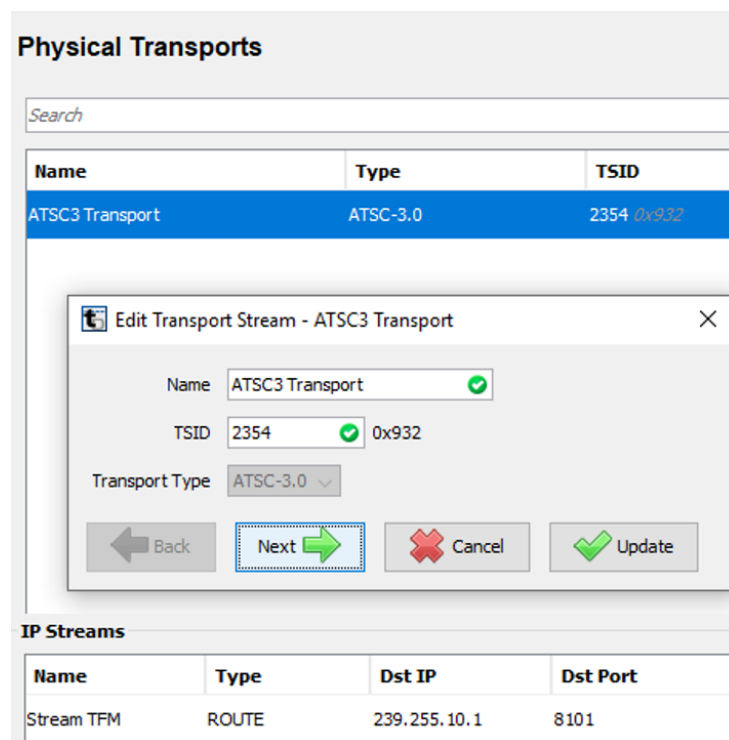 Physical Transports
Search
Name Type TSID
ATSC3 Transport ATSC-3.0 2354 0x932
Edit Transport Stream - ATSC3 Transport
Name ATSC3 Transport
TSID 2354 0x932
Transport Type ATSC-3.0
Back Next Cancel Update
IP Streams
Name Type Dst IP Dst Port
Stream TFM ROUTE 239.255.10.1 8101